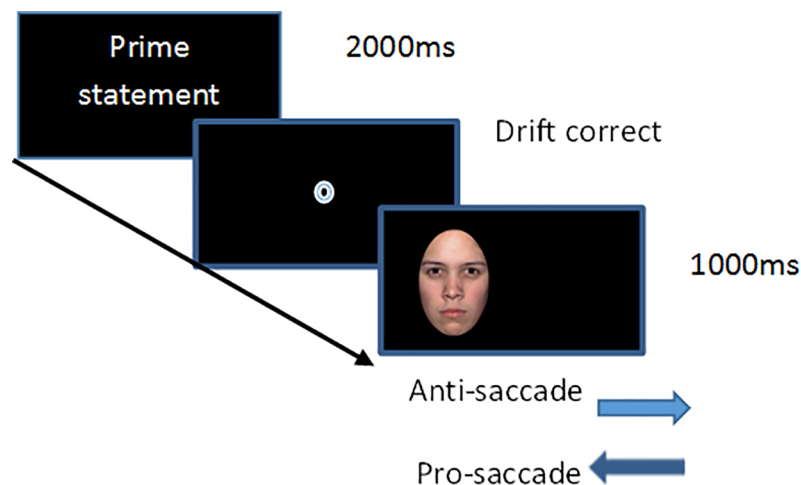 Prime
statement
2000ms
Drift correct
1000ms
Anti-saccade
Pro-saccade